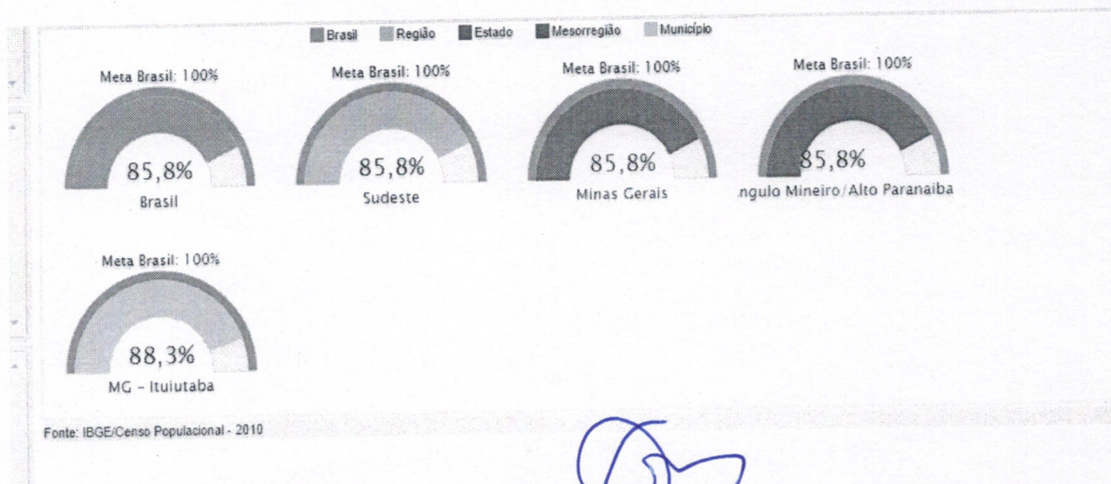 Brasil Região Estado Mesorregião Município
Meta Brasil: 100% Meta Brasil: 100% Meta Brasil: 100% Meta Brasil: 100%
85,8% 85,8% 85,8% 85,8%
Brasil Sudeste Minas Gerais ngulo Mineiro/Alto Paranaiba
Meta Brasil: 100%
88,3%
MG - Ituiutaba
Fonte: IBGE/Censo Populacional - 2010